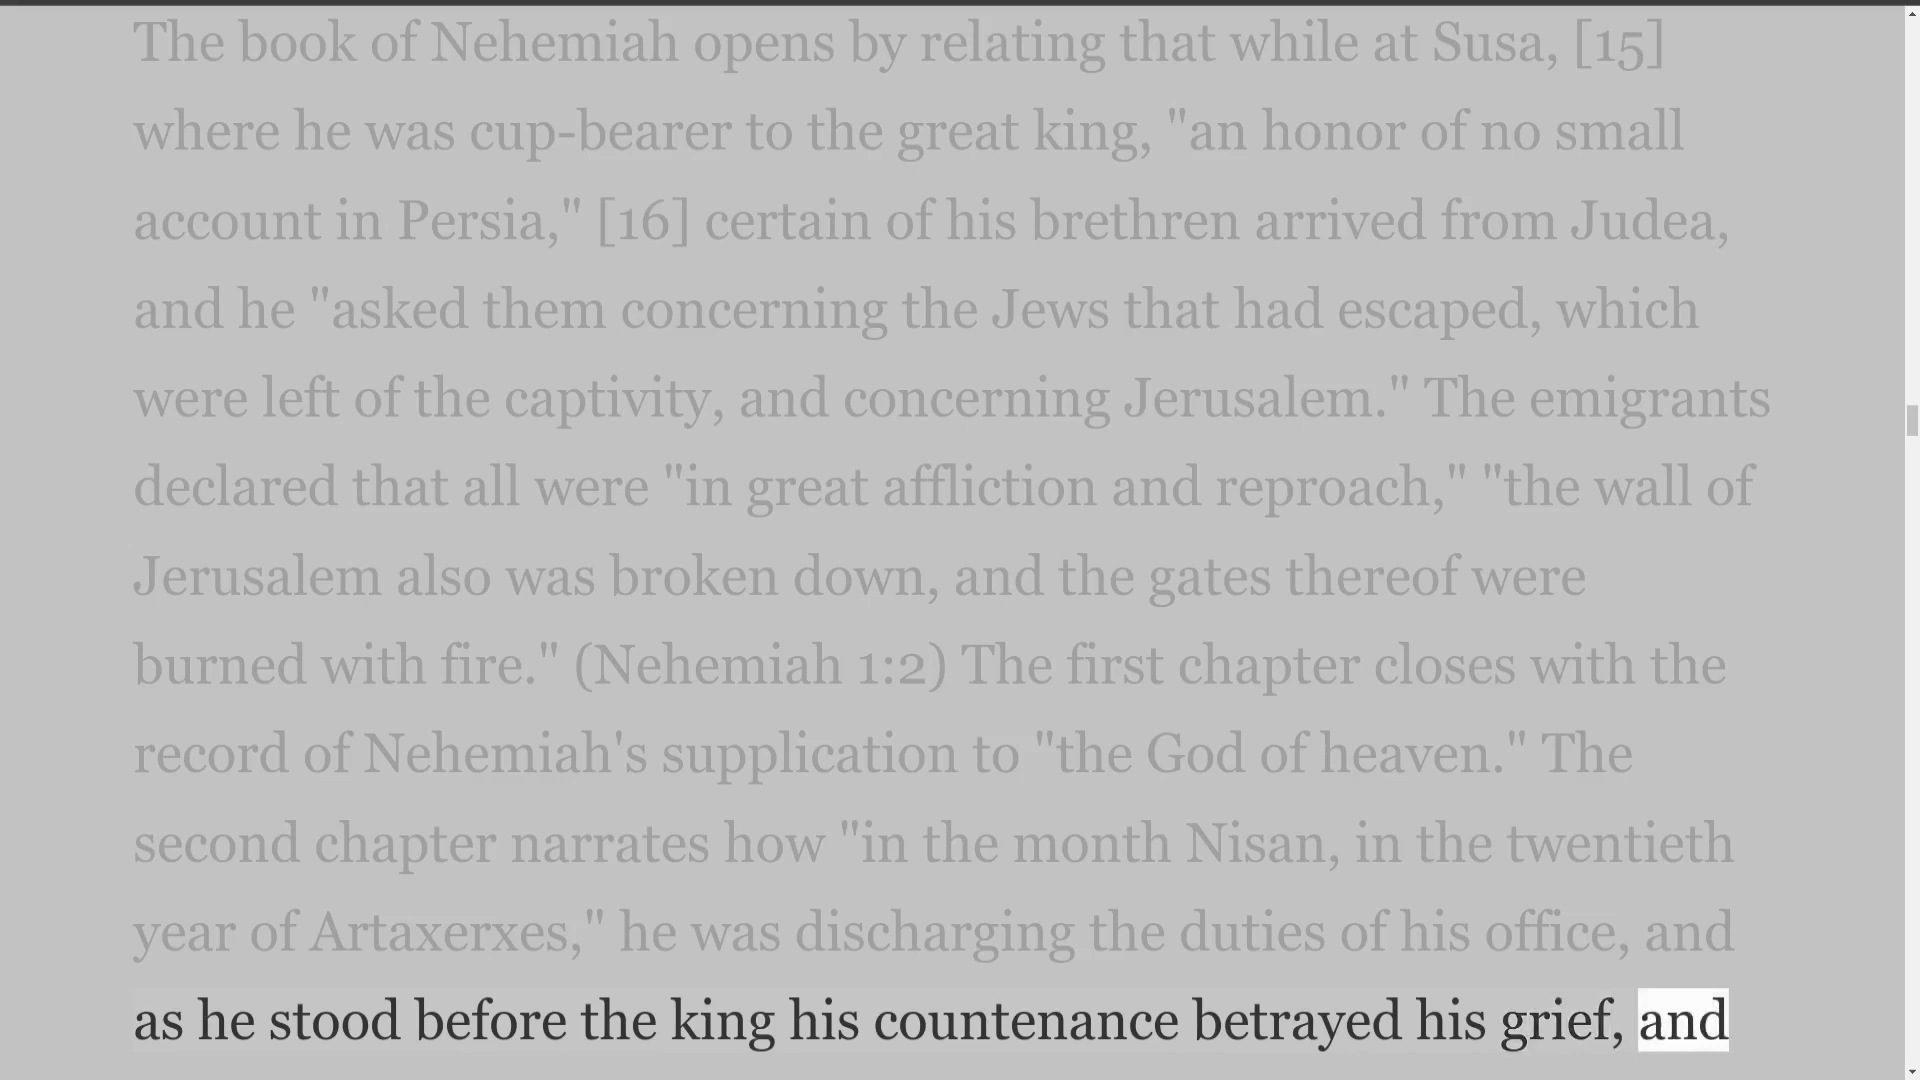 The book of Nehemiah opens by relating that while at Susa, [15]
where he was cup-bearer to the great king, "an honor of no small
account in Persia," [16] certain of his brethren arrived from Judea,
and he "asked them concerning the Jews that had escaped, which
were left of the captivity, and concerning Jerusalem." The emigrants
declared that all were "in great affliction and reproach," "the wall of
Jerusalem also was broken down, and the gates thereof were
burned with fire." (Nehemiah 1:2) The first chapter closes with the
record of Nehemiah's supplication to "the God of heaven." The
second chapter narrates how "in the month Nisan, in the twentieth
year of Artaxerxes," he was discharging the duties of his office, and
as he stood before the king his countenance betrayed his grief, and